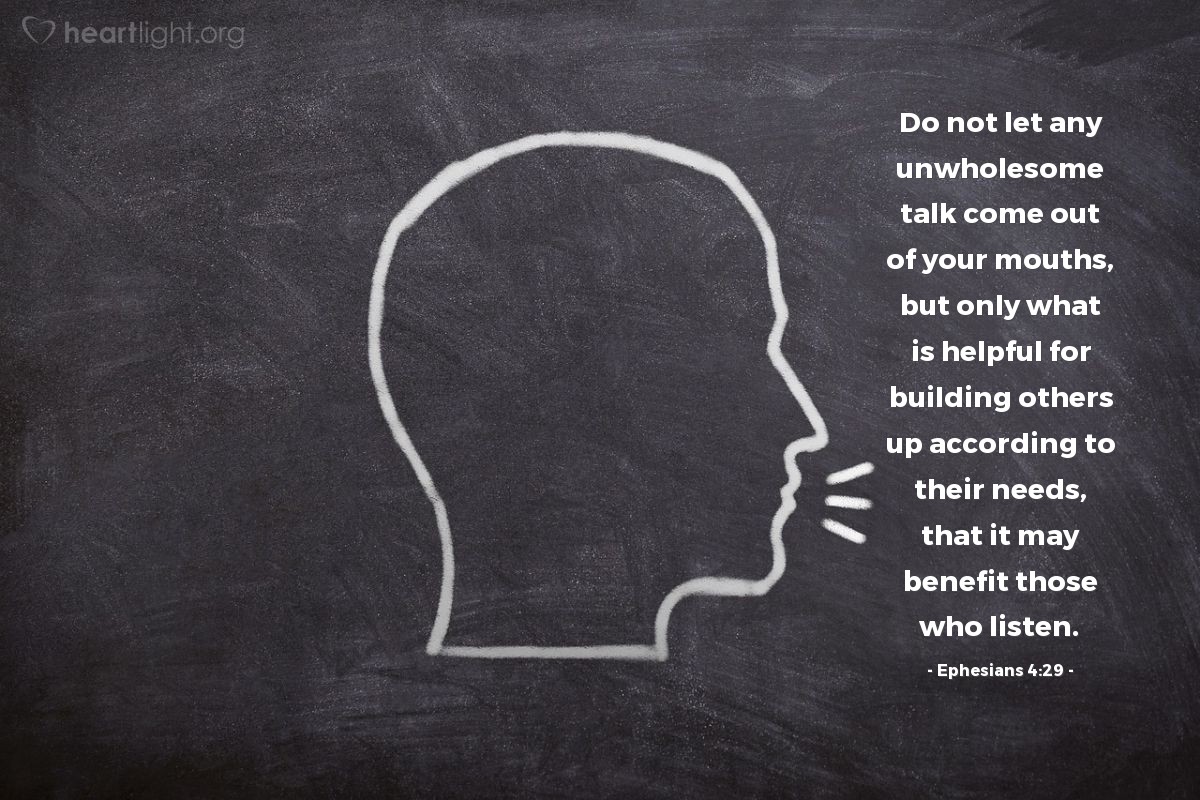 heartlight.org
Do not let any
unwholesome
talk come out
of your mouths,
but only what
is helpful for
building others
up according to
their needs,
that it may
benefit those
who listen.
- Ephesians 4:29 -